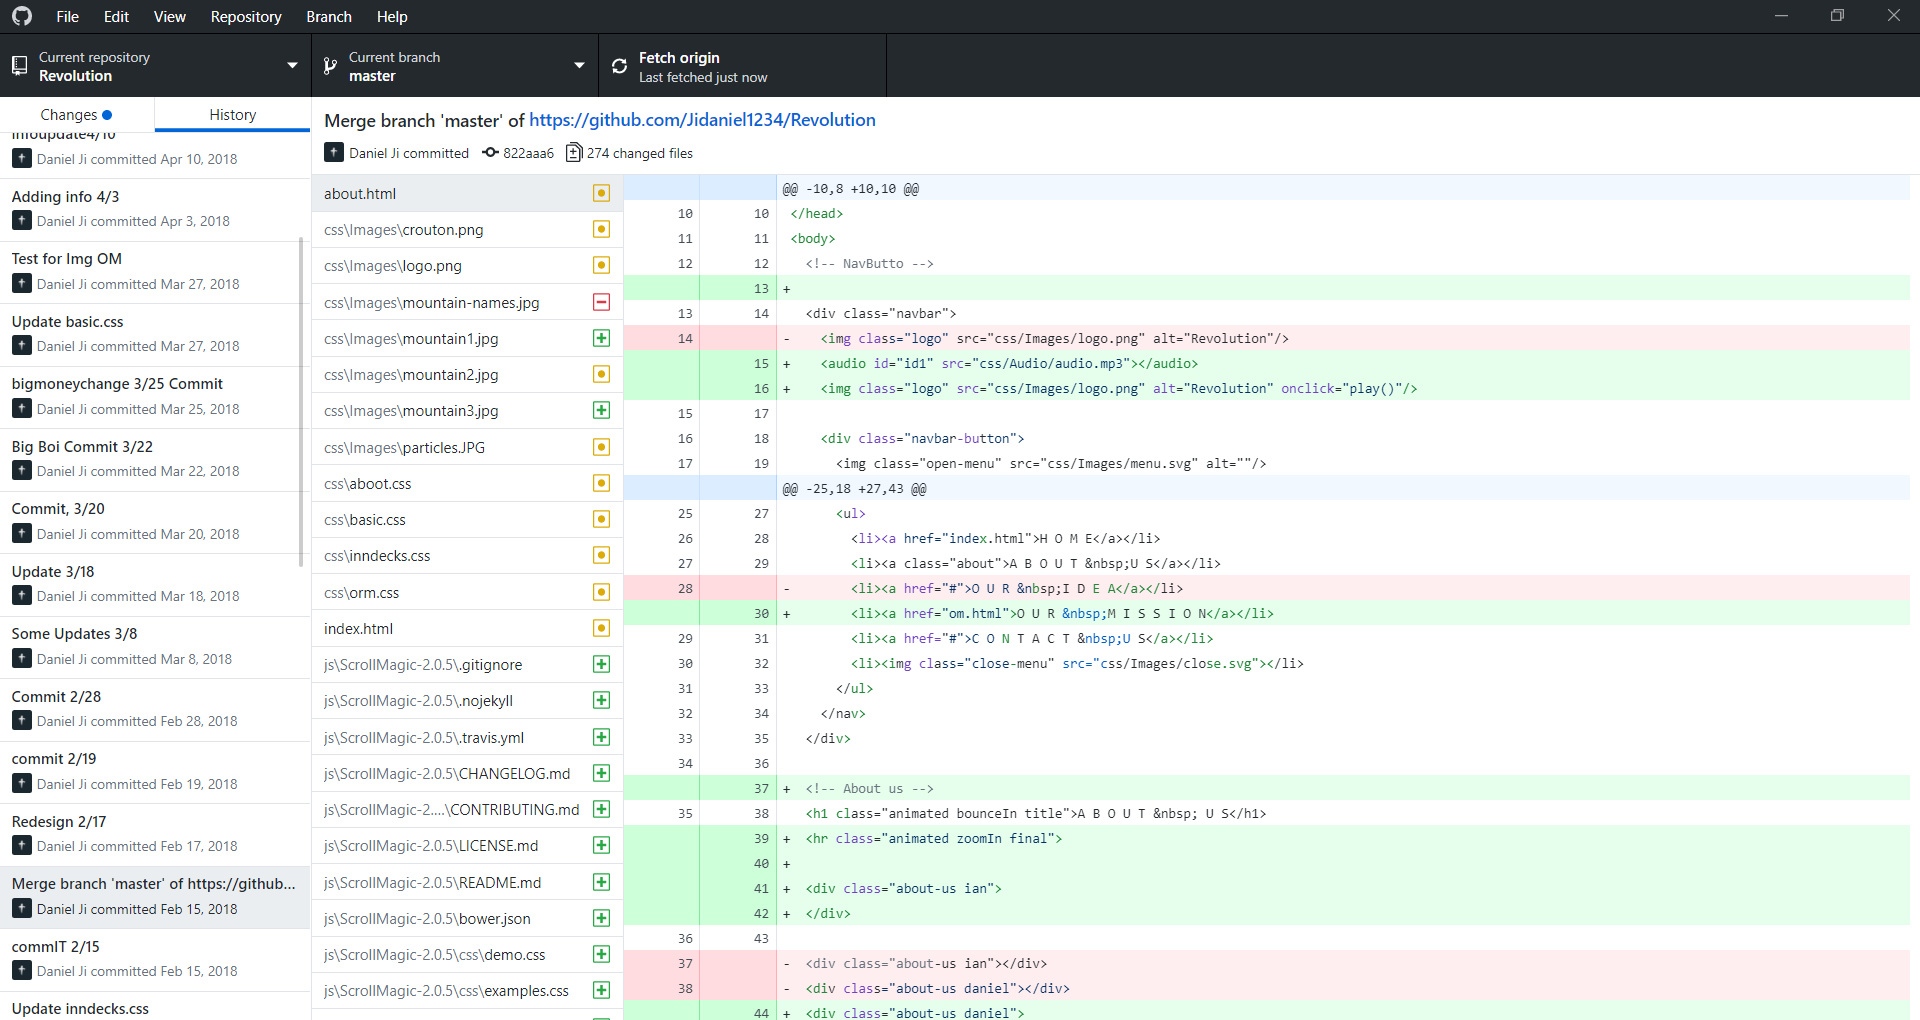 File Edit View Repository Branch Help
Current repository
Revolution
Current branch
master
Fetch origin
Last fetched just now
Changes
History
infoupdate4/10
Daniel Ji committed Apr 10, 2018
Adding info 4/3
Daniel Ji committed Apr 3, 2018
Test for Img OM
Daniel Ji committed Mar 27, 2018
Update basic.css
Daniel Ji committed Mar 27, 2018
bigmoneychange 3/25 Commit
Daniel Ji committed Mar 25, 2018
Big Boi Commit 3/22
Daniel Ji committed Mar 22, 2018
Commit, 3/20
Daniel Ji committed Mar 20, 2018
Update 3/18
Daniel Ji committed Mar 18, 2018
Some Updates 3/8
Daniel Ji committed Mar 8, 2018
Commit 2/28
Daniel Ji committed Feb 28, 2018
commit 2/19
Daniel Ji committed Feb 19, 2018
Redesign 2/17
Daniel Ji committed Feb 17, 2018
Merge branch 'master' of https://github...
Daniel Ji committed Feb 15, 2018
commIT 2/15
Daniel Ji committed Feb 15, 2018
Update inndecks.css
Merge branch 'master' of https://github.com/Jidaniel1234/Revolution
Daniel Ji committed 822aaa6 274 changed files
about.html
css\Images\crouton.png
css\Images\logo.png
css\Images\mountain-names.jpg
css\Images\mountain1.jpg
css\Images\mountain2.jpg
css\Images\mountain3.jpg
css\Images\particles.JPG
css\aboot.css
css\basic.css
css\inndecks.css
css\orm.css
index.html
js\ScrollMagic-2.0.5\.gitignore
js\ScrollMagic-2.0.5\.nojekyll
js\ScrollMagic-2.0.5\.travis.yml
js\ScrollMagic-2.0.5\CHANGELOG.md
js\ScrollMagic-2....\CONTRIBUTING.md
js\ScrollMagic-2.0.5\LICENSE.md
js\ScrollMagic-2.0.5\README.md
js\ScrollMagic-2.0.5\bower.json
js\ScrollMagic-2.0.5\css\demo.css
js\ScrollMagic-2.0.5\css\examples.css
@@ -10,8 +10,10 @@
10 10 </head>
11 11 <body>
12 12 <!-- NavButto -->
13 +
13 14 <div class="navbar">
14 - <img class="logo" src="css/Images/logo.png" alt="Revolution"/>
15 + <audio id="id1" src="css/Audio/audio.mp3"></audio>
16 + <img class="logo" src="css/Images/logo.png" alt="Revolution" onclick="play()"/>
15 17
16 18 <div class="navbar-button">
17 19 <img class="open-menu" src="css/Images/menu.svg" alt=""/>
@@ -25,18 +27,43 @@
25 27 <ul>
26 28 <li><a href="index.html">H O M E</a></li>
27 29 <li><a class="about">A B O U T &nbsp;U S</a></li>
28 - <li><a href="#">O U R &nbsp;I D E A</a></li>
30 + <li><a href="om.html">O U R &nbsp;M I S S I O N</a></li>
29 31 <li><a href="#">C O N T A C T &nbsp;U S</a></li>
30 32 <li><img class="close-menu" src="css/Images/close.svg"></li>
31 33 </ul>
32 34 </nav>
33 35 </div>
34 36
37 + <!-- About us -->
35 38 <h1 class="animated bounceIn title">A B O U T &nbsp; U S</h1>
39 + <hr class="animated zoomIn final">
40 +
41 + <div class="about-us ian">
42 + </div>
36 43
37 - <div class="about-us ian"></div>
38 - <div class="about-us daniel"></div>
44 + <div class="about-us daniel">